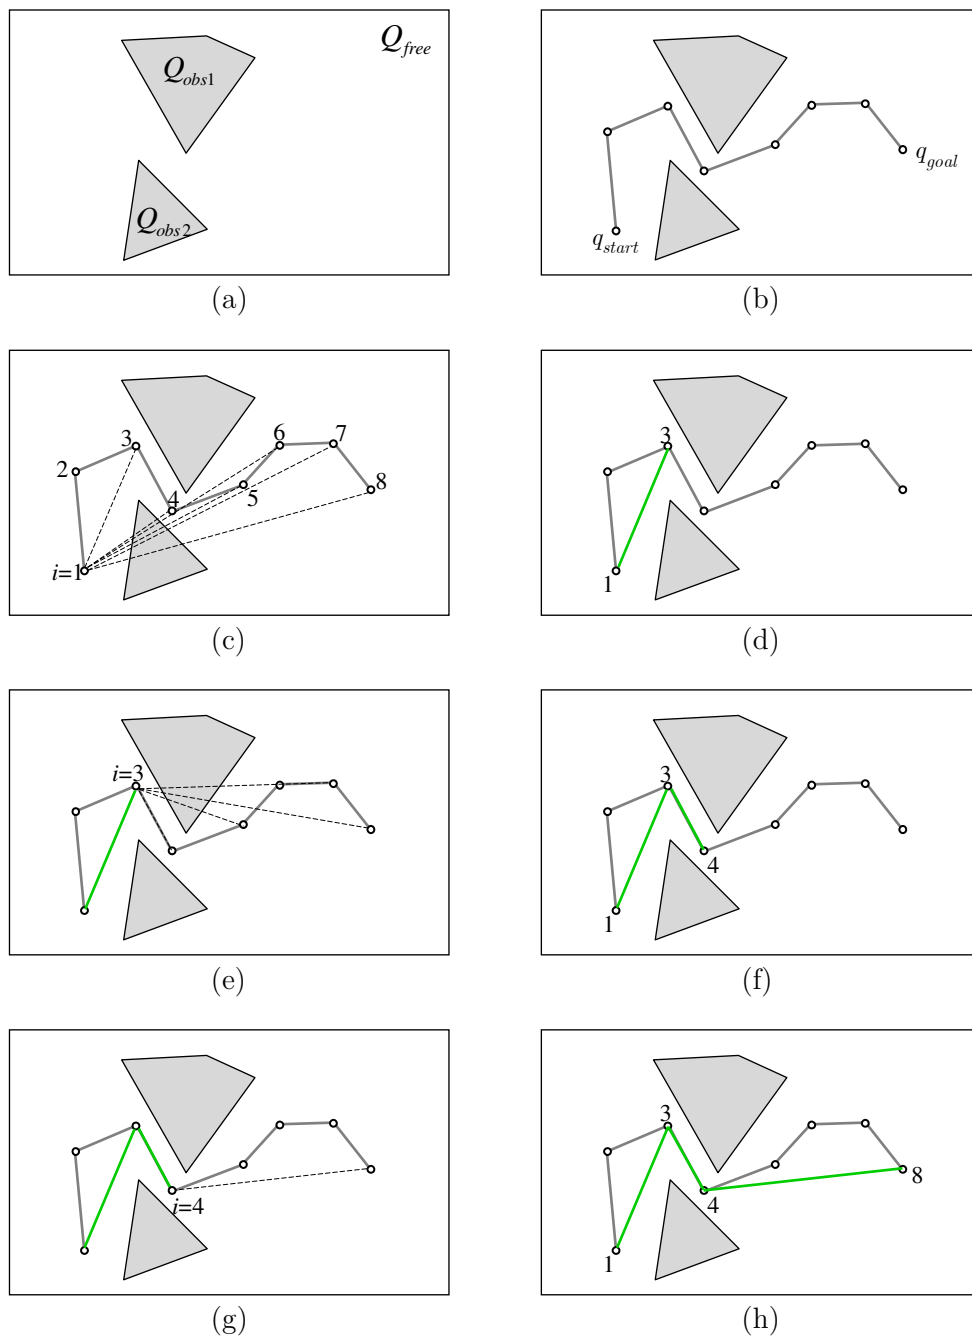 Q_obs1
Q_free
Q_obs2
(a)
q_goal
q_start
(b)
3
6
7
2
4
5
8
i=1
(c)
3
1
(d)
i=3
(e)
3
4
1
(f)
i=4
(g)
3
4
8
1
(h)